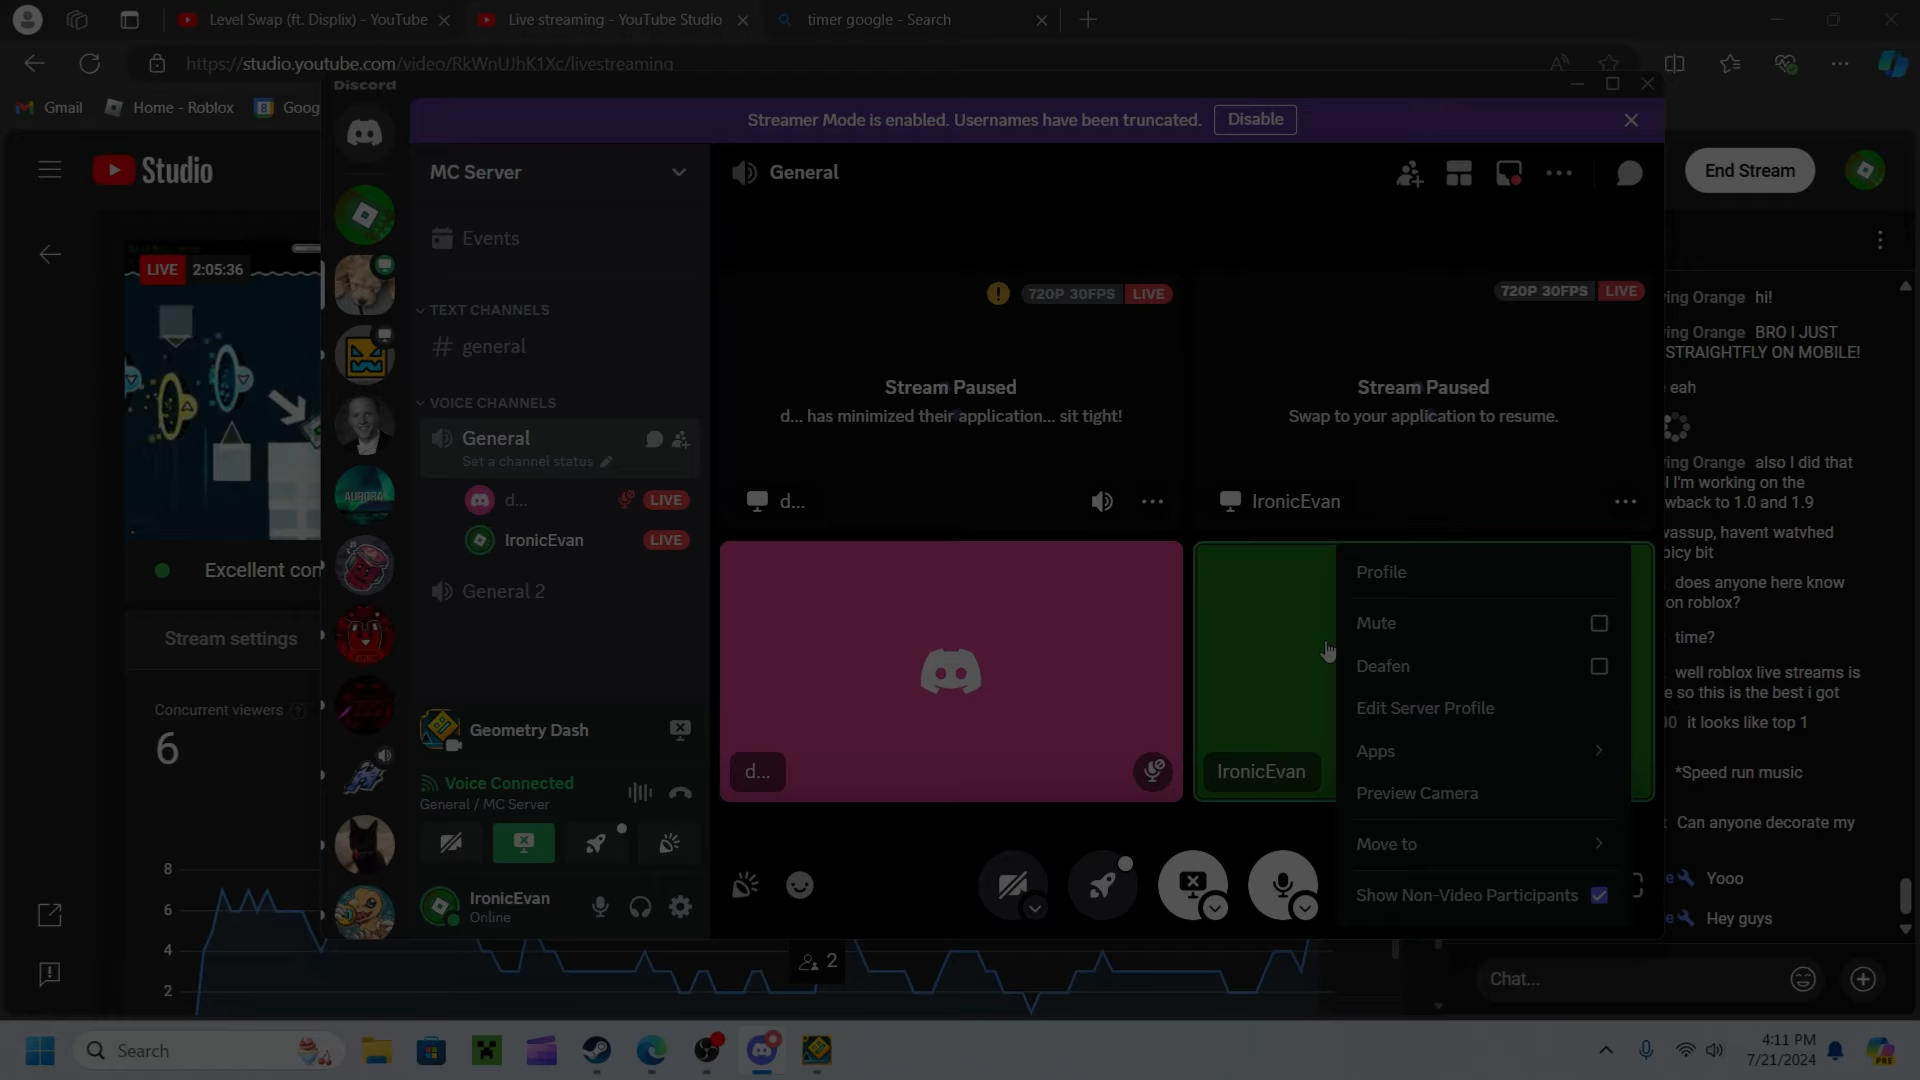 Level Swap (ft. Displix) - YouTube
Live streaming - YouTube Studio
timer google - Search
https://studio.youtube.com/video/RkWnUJhK1Xc/livestreaming
Gmail
Home - Roblox
Goog
Discord
Streamer Mode is enabled. Usernames have been truncated.
Disable
Studio
MC Server
General
End Stream
Events
LIVE 2:05:36
720P 30FPS LIVE
720P 30FPS LIVE
TEXT CHANNELS
general
Stream Paused
d... has minimized their application... sit tight!
Stream Paused
Swap to your application to resume.
VOICE CHANNELS
General
Set a channel status
d... LIVE
IronicEvan LIVE
General 2
d...
IronicEvan
AURORA
Excellent con
Stream settings
Concurrent viewers
6
8
6
4
2
Geometry Dash
Voice Connected
General / MC Server
IronicEvan
Online
d...
IronicEvan
Profile
Mute
Deafen
Edit Server Profile
Apps
Preview Camera
Move to
Show Non-Video Participants
2
ving Orange hi!
ving Orange BRO I JUST
STRAIGHTFLY ON MOBILE!
eah
ving Orange also I did that
I I'm working on the
wback to 1.0 and 1.9
wassup, havent watvhed
picy bit
does anyone here know
on roblox?
time?
well roblox live streams is
e so this is the best i got
00 it looks like top 1
*Speed run music
Can anyone decorate my
e Yooo
e Hey guys
Chat...
Search
4:11 PM
7/21/2024
PRE